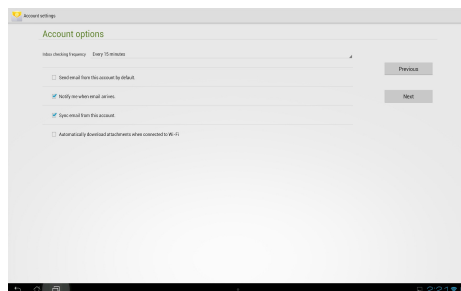 Account settings
Account options
Inbox checking frequency Every 15 minutes
Previous
Send email from this account by default.
Notify me when email arrives.
Next
Sync email from this account.
Automatically download attachments when connected to Wi-Fi